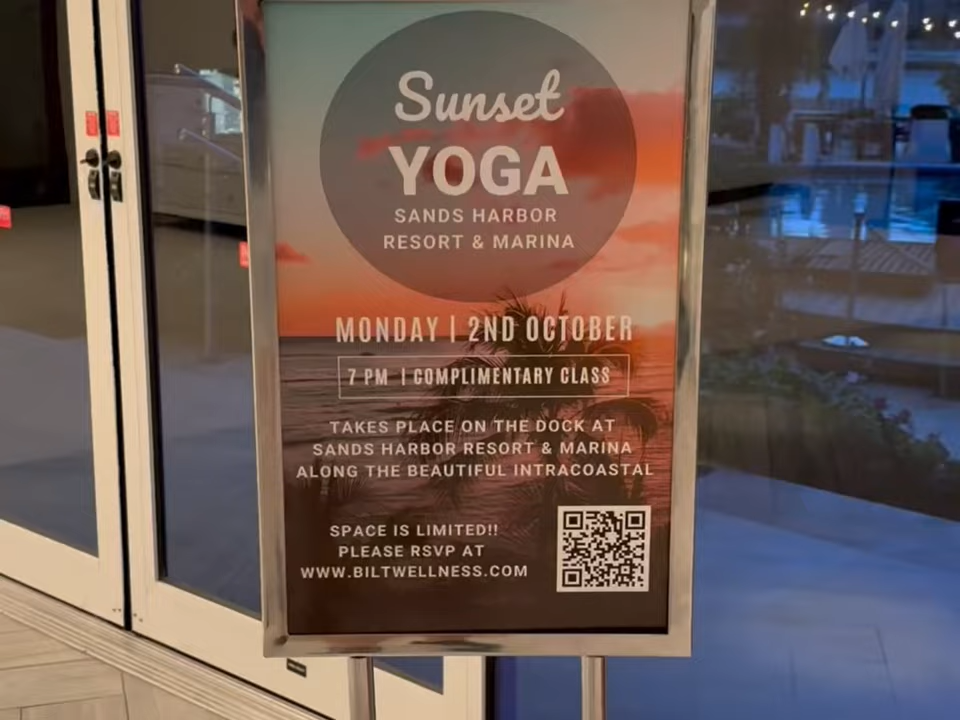 Sunset
YOGA
SANDS HARBOR
RESORT & MARINA
MONDAY | 2ND OCTOBER
7 PM | COMPLIMENTARY CLASS
TAKES PLACE ON THE DOCK AT
SANDS HARBOR RESORT & MARINA
ALONG THE BEAUTIFUL INTRACOASTAL
SPACE IS LIMITED!!
PLEASE RSVP AT
WWW.BILTWELLNESS.COM